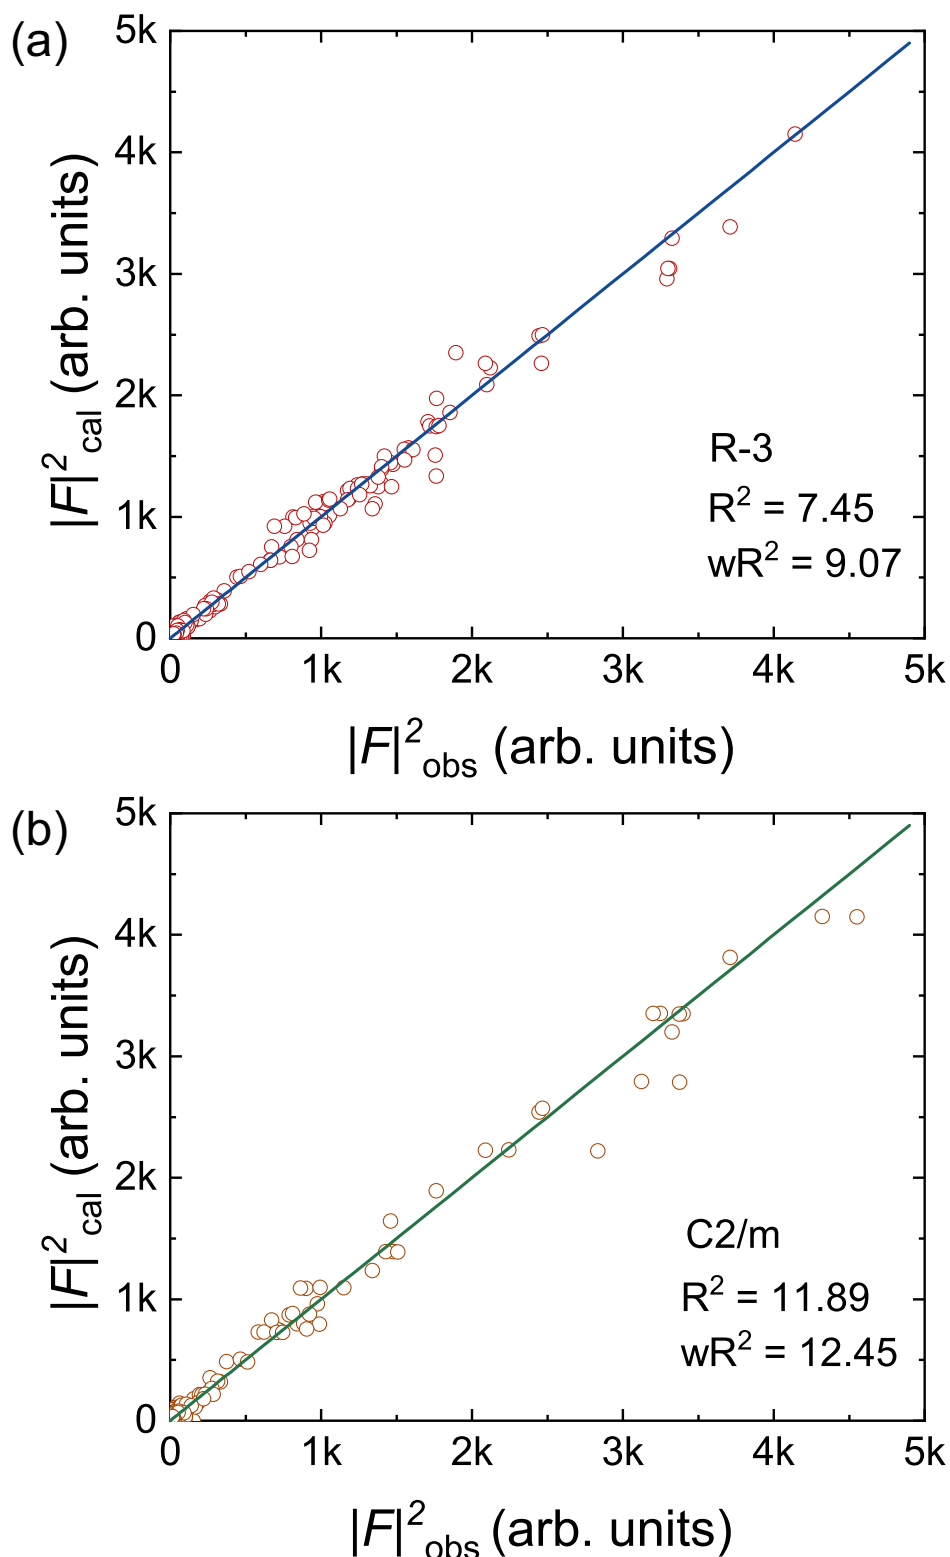 (a)
5k
4k
3k
2k
1k
0
|F|²cal (arb. units)
R-3
R² = 7.45
wR² = 9.07
0 1k 2k 3k 4k 5k
|F|²obs (arb. units)
(b)
5k
4k
3k
2k
1k
0
|F|²cal (arb. units)
C2/m
R² = 11.89
wR² = 12.45
0 1k 2k 3k 4k 5k
|F|²obs (arb. units)